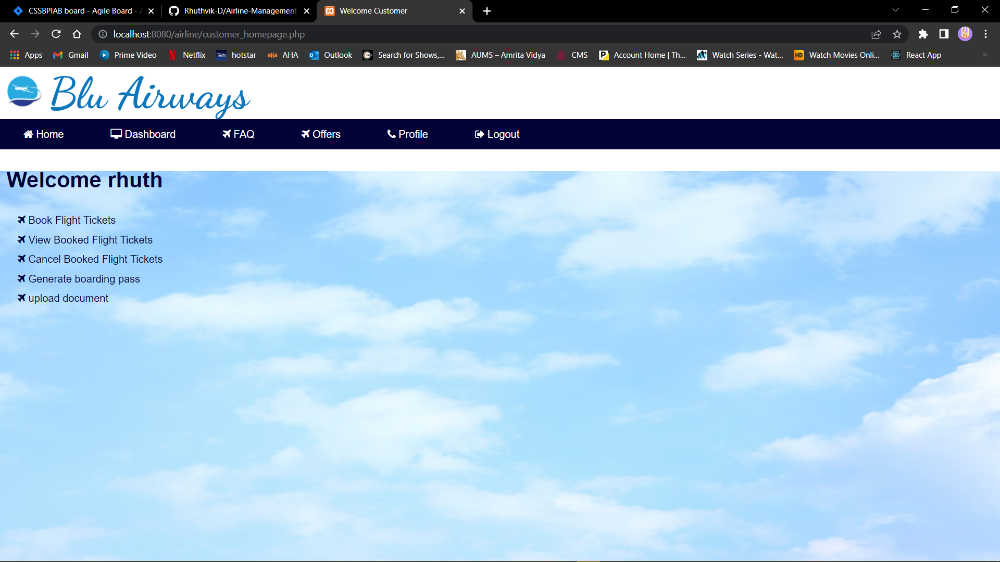 CSSBPIAB board - Agile Board -
Rhuthvik-D/Airline-Management
Welcome Customer
localhost:8080/airline/customer_homepage.php
Apps
Gmail
Prime Video
Netflix
hotstar
AHA
Outlook
Search for Shows,...
AUMS – Amrita Vidya
CMS
Account Home | Th...
Watch Series - Wat...
HD Watch Movies Onli...
React App
Blu Airways
Home
Dashboard
FAQ
Offers
Profile
Logout
Welcome rhuth
Book Flight Tickets
View Booked Flight Tickets
Cancel Booked Flight Tickets
Generate boarding pass
upload document